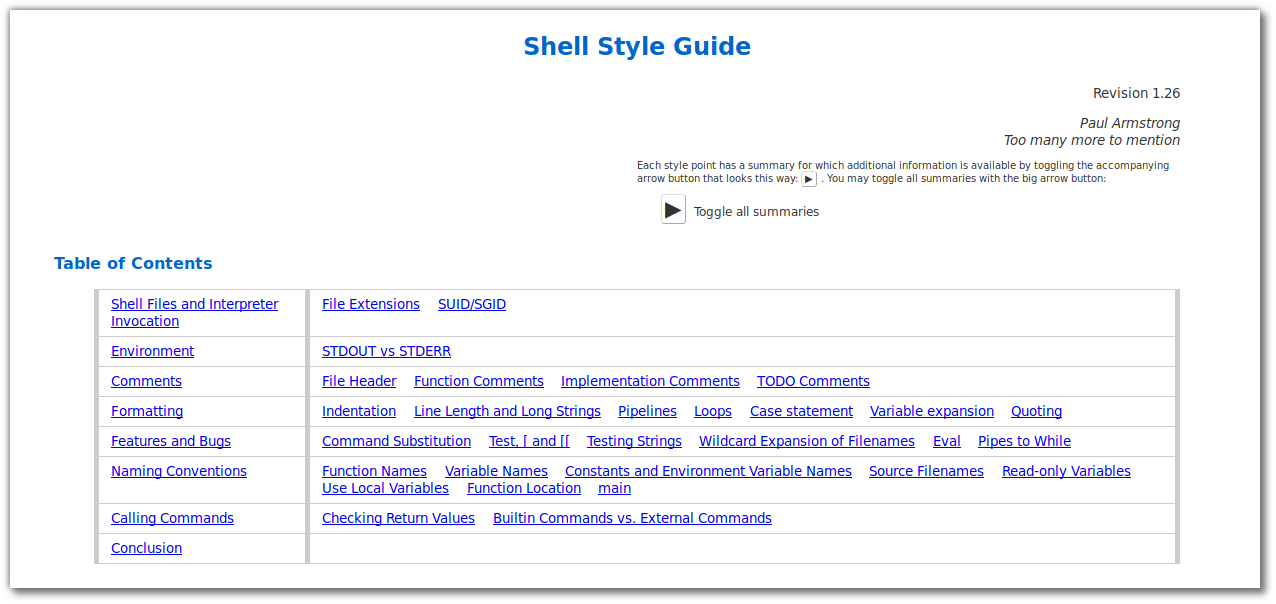 Shell Style Guide
Revision 1.26
Paul Armstrong
Too many more to mention
Each style point has a summary for which additional information is available by toggling the accompanying
arrow button that looks this way: ▶ . You may toggle all summaries with the big arrow button:
▶ Toggle all summaries
Table of Contents
Shell Files and Interpreter File Extensions SUID/SGID
Invocation
Environment STDOUT vs STDERR
Comments File Header Function Comments Implementation Comments TODO Comments
Formatting Indentation Line Length and Long Strings Pipelines Loops Case statement Variable expansion Quoting
Features and Bugs Command Substitution Test, [ and [[ Testing Strings Wildcard Expansion of Filenames Eval Pipes to While
Naming Conventions Function Names Variable Names Constants and Environment Variable Names Source Filenames Read-only Variables
Use Local Variables Function Location main
Calling Commands Checking Return Values Builtin Commands vs. External Commands
Conclusion